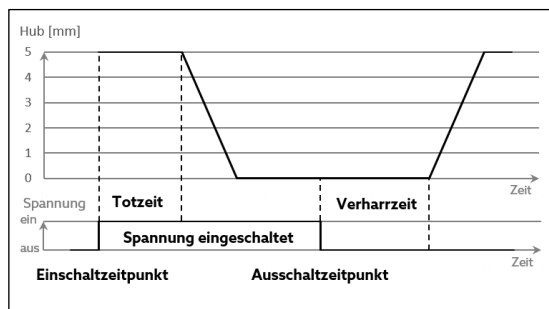 Hub [mm]
5
4
3
2
1
0
Zeit
Spannung Totzeit Verharrzeit
ein
Spannung eingeschaltet
aus
Zeit
Einschaltzeitpunkt Ausschaltzeitpunkt